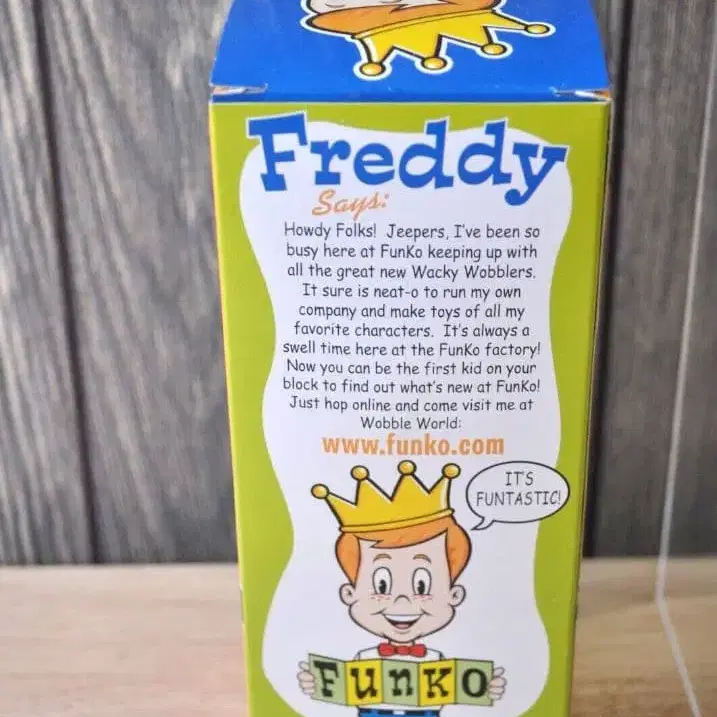 Freddy
Says:
Howdy Folks! Jeepers, I've been so
busy here at FunKo keeping up with
all the great new Wacky Wobblers.
It sure is neat-o to run my own
company and make toys of all my
favorite characters. It's always a
swell time here at the FunKo factory!
Now you can be the first kid on your
block to find out what's new at FunKo!
Just hop online and come visit me at
Wobble World:
www.funko.com
IT'S
FUNTASTIC!
FunKO